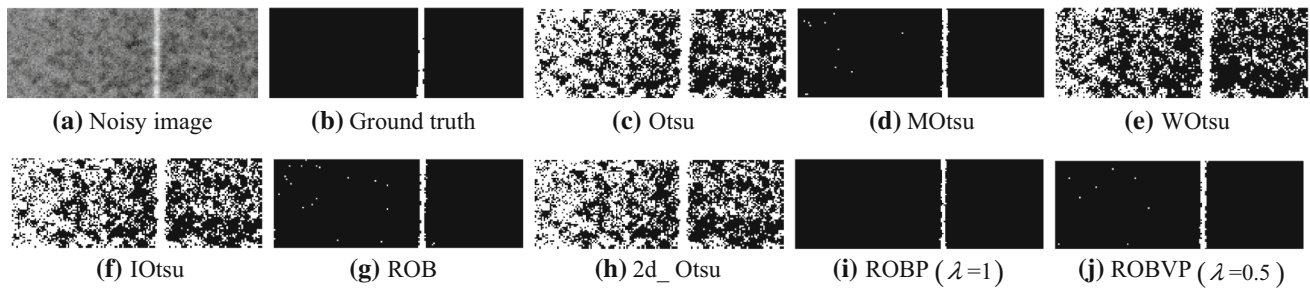 (a) Noisy image
(b) Ground truth
(c) Otsu
(d) MOtsu
(e) WOtsu
(f) IOtsu
(g) ROB
(h) 2d_ Otsu
(i) ROBP (λ=1)
(j) ROBVP (λ=0.5)